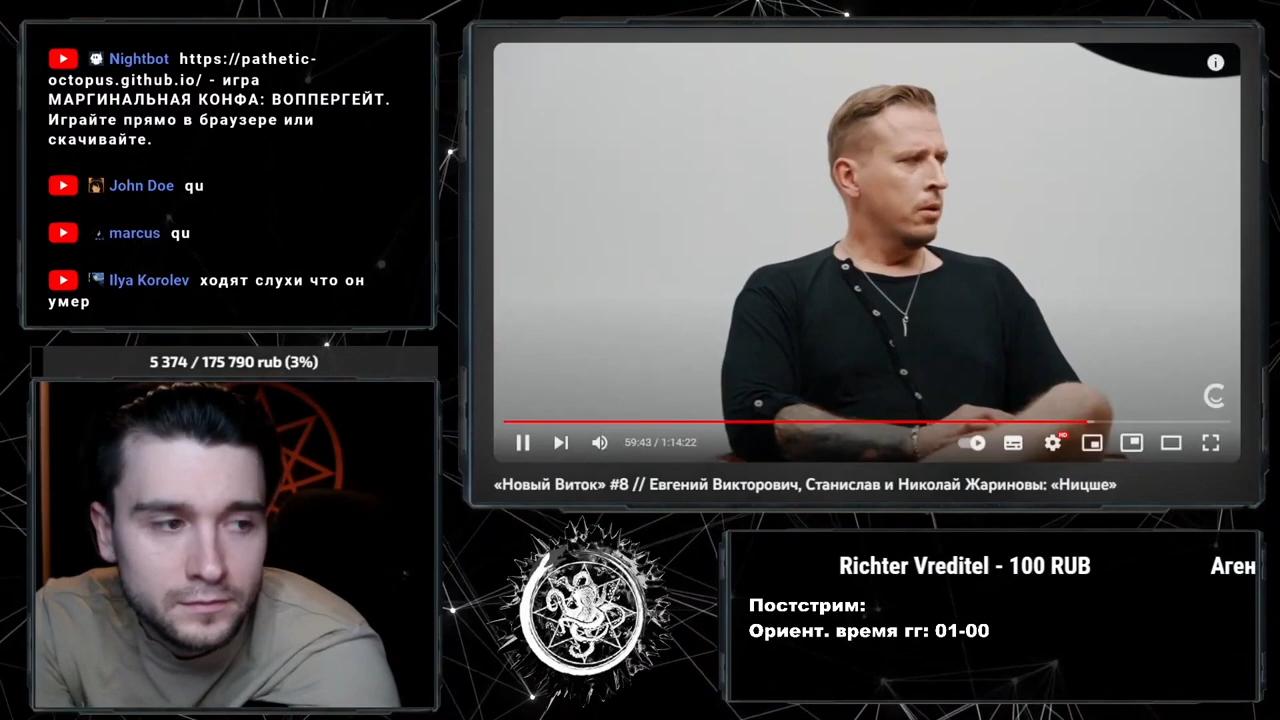 Nightbot https://pathetic-
octopus.github.io/ - игра
МАРГИНАЛЬНАЯ КОНФА: ВОППЕРГЕЙТ.
Играйте прямо в браузере или
скачивайте.
John Doe qu
marcus qu
Ilya Korolev ходят слухи что он
умер
5 374 / 175 790 rub (3%)
59:43 / 1:14:22
HD
«Новый Виток» #8 // Евгений Викторович, Станислав и Николай Жариновы: «Ницше»
Richter Vreditel - 100 RUB Аген
Постстрим:
Ориент. время гг: 01-00